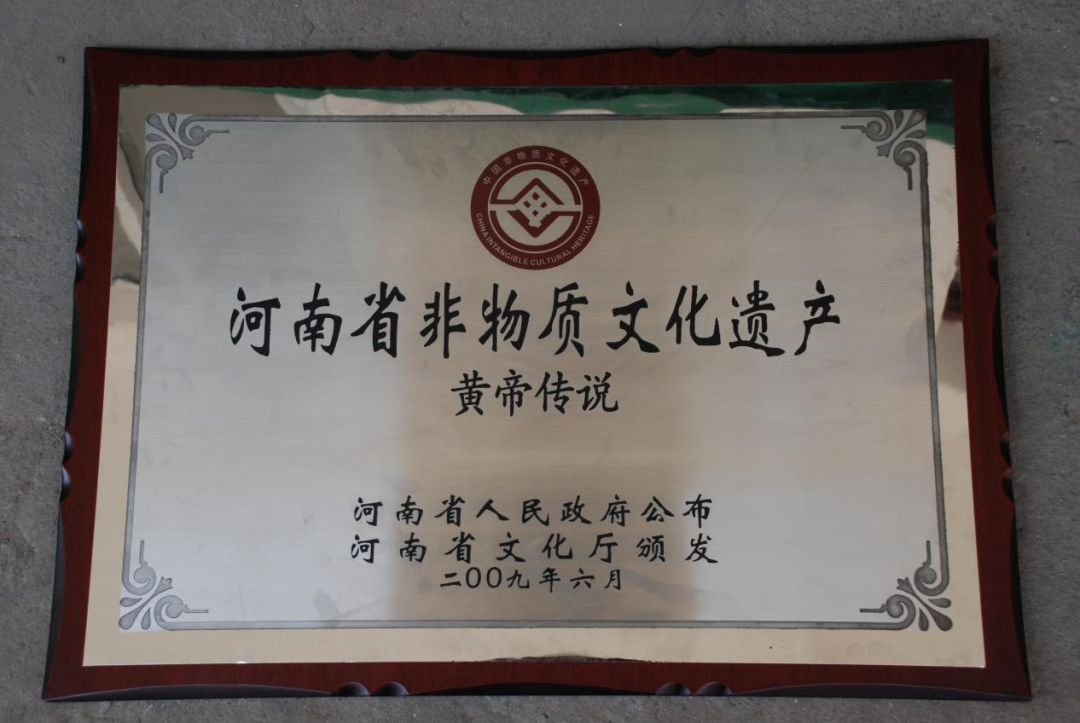 中国非物质文化遗产
CHINA INTANGIBLE CULTURAL HERITAGE
河南省非物质文化遗产
黄帝传说
河南省人民政府公布
河南省文化厅颁发
二〇〇九年六月